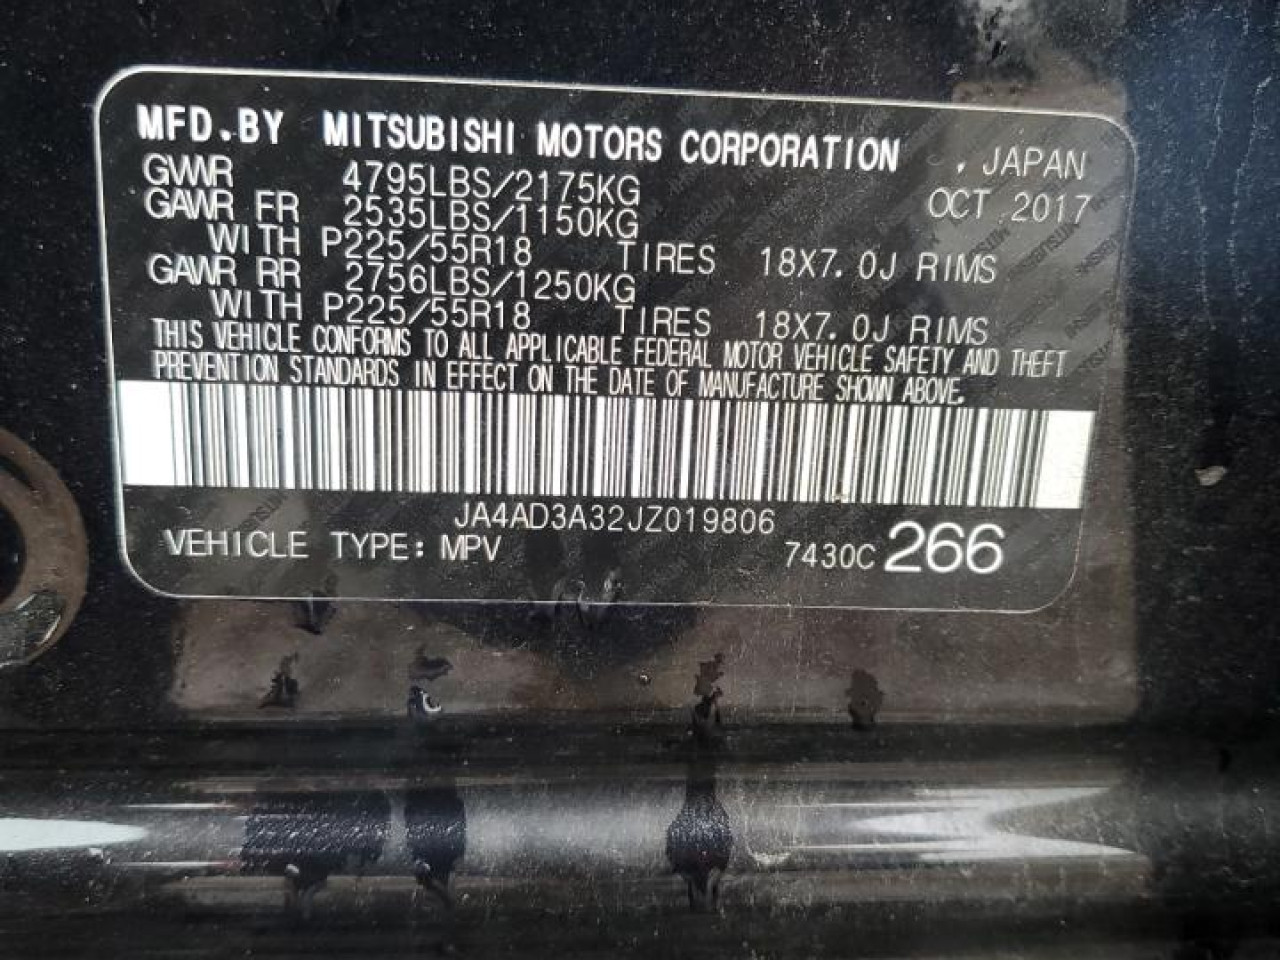 MFD.BY MITSUBISHI MOTORS CORPORATION , JAPAN
GVWR 4795LBS/2175KG OCT 2017
GAWR FR 2535LBS/1150KG
WITH P225/55R18 TIRES 18X7.0J RIMS
GAWR RR 2756LBS/1250KG
WITH P225/55R18 TIRES 18X7.0J RIMS
THIS VEHICLE CONFORMS TO ALL APPLICABLE FEDERAL MOTOR VEHICLE SAFETY AND THEFT
PREVENTION STANDARDS IN EFFECT ON THE DATE OF MANUFACTURE SHOWN ABOVE.
JA4AD3A32JZ019806
VEHICLE TYPE: MPV 7430C 266